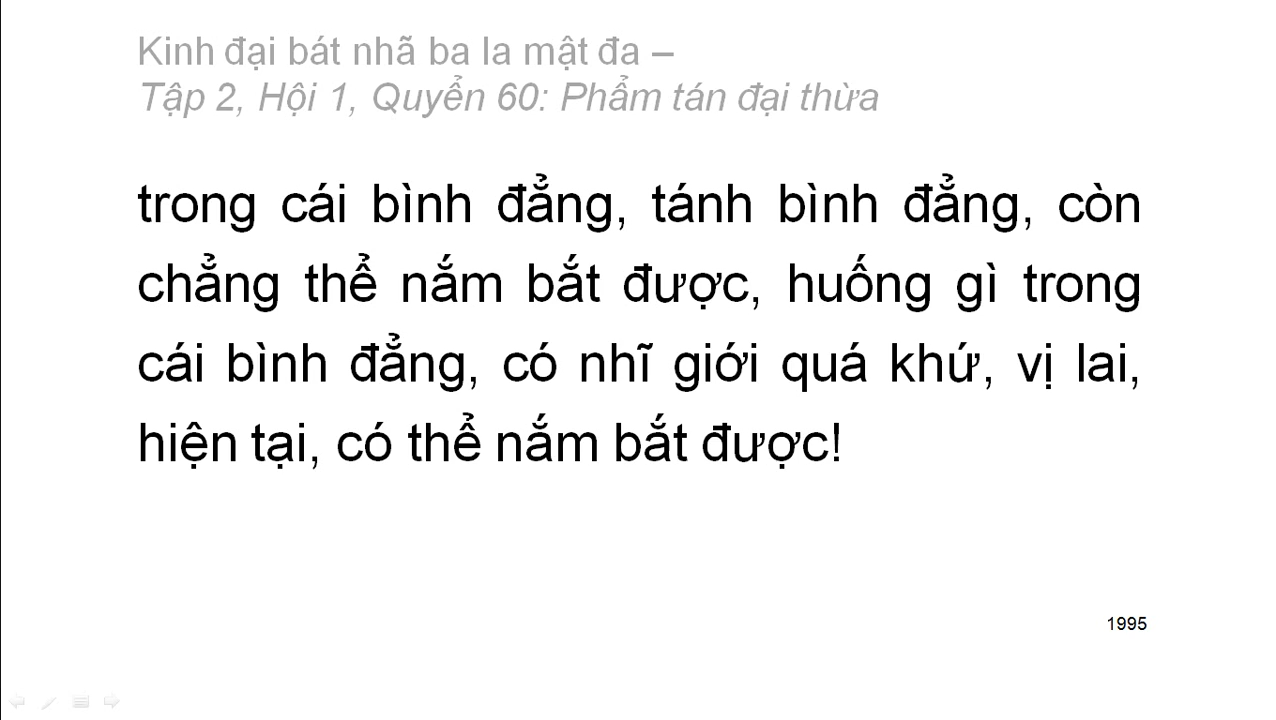 Kinh đại bát nhã ba la mật đa –
Tập 2, Hội 1, Quyển 60: Phẩm tán đại thừa
trong cái bình đẳng, tánh bình đẳng, còn
chẳng thể nắm bắt được, huống gì trong
cái bình đẳng, có nhĩ giới quá khứ, vị lai,
hiện tại, có thể nắm bắt được!
1995